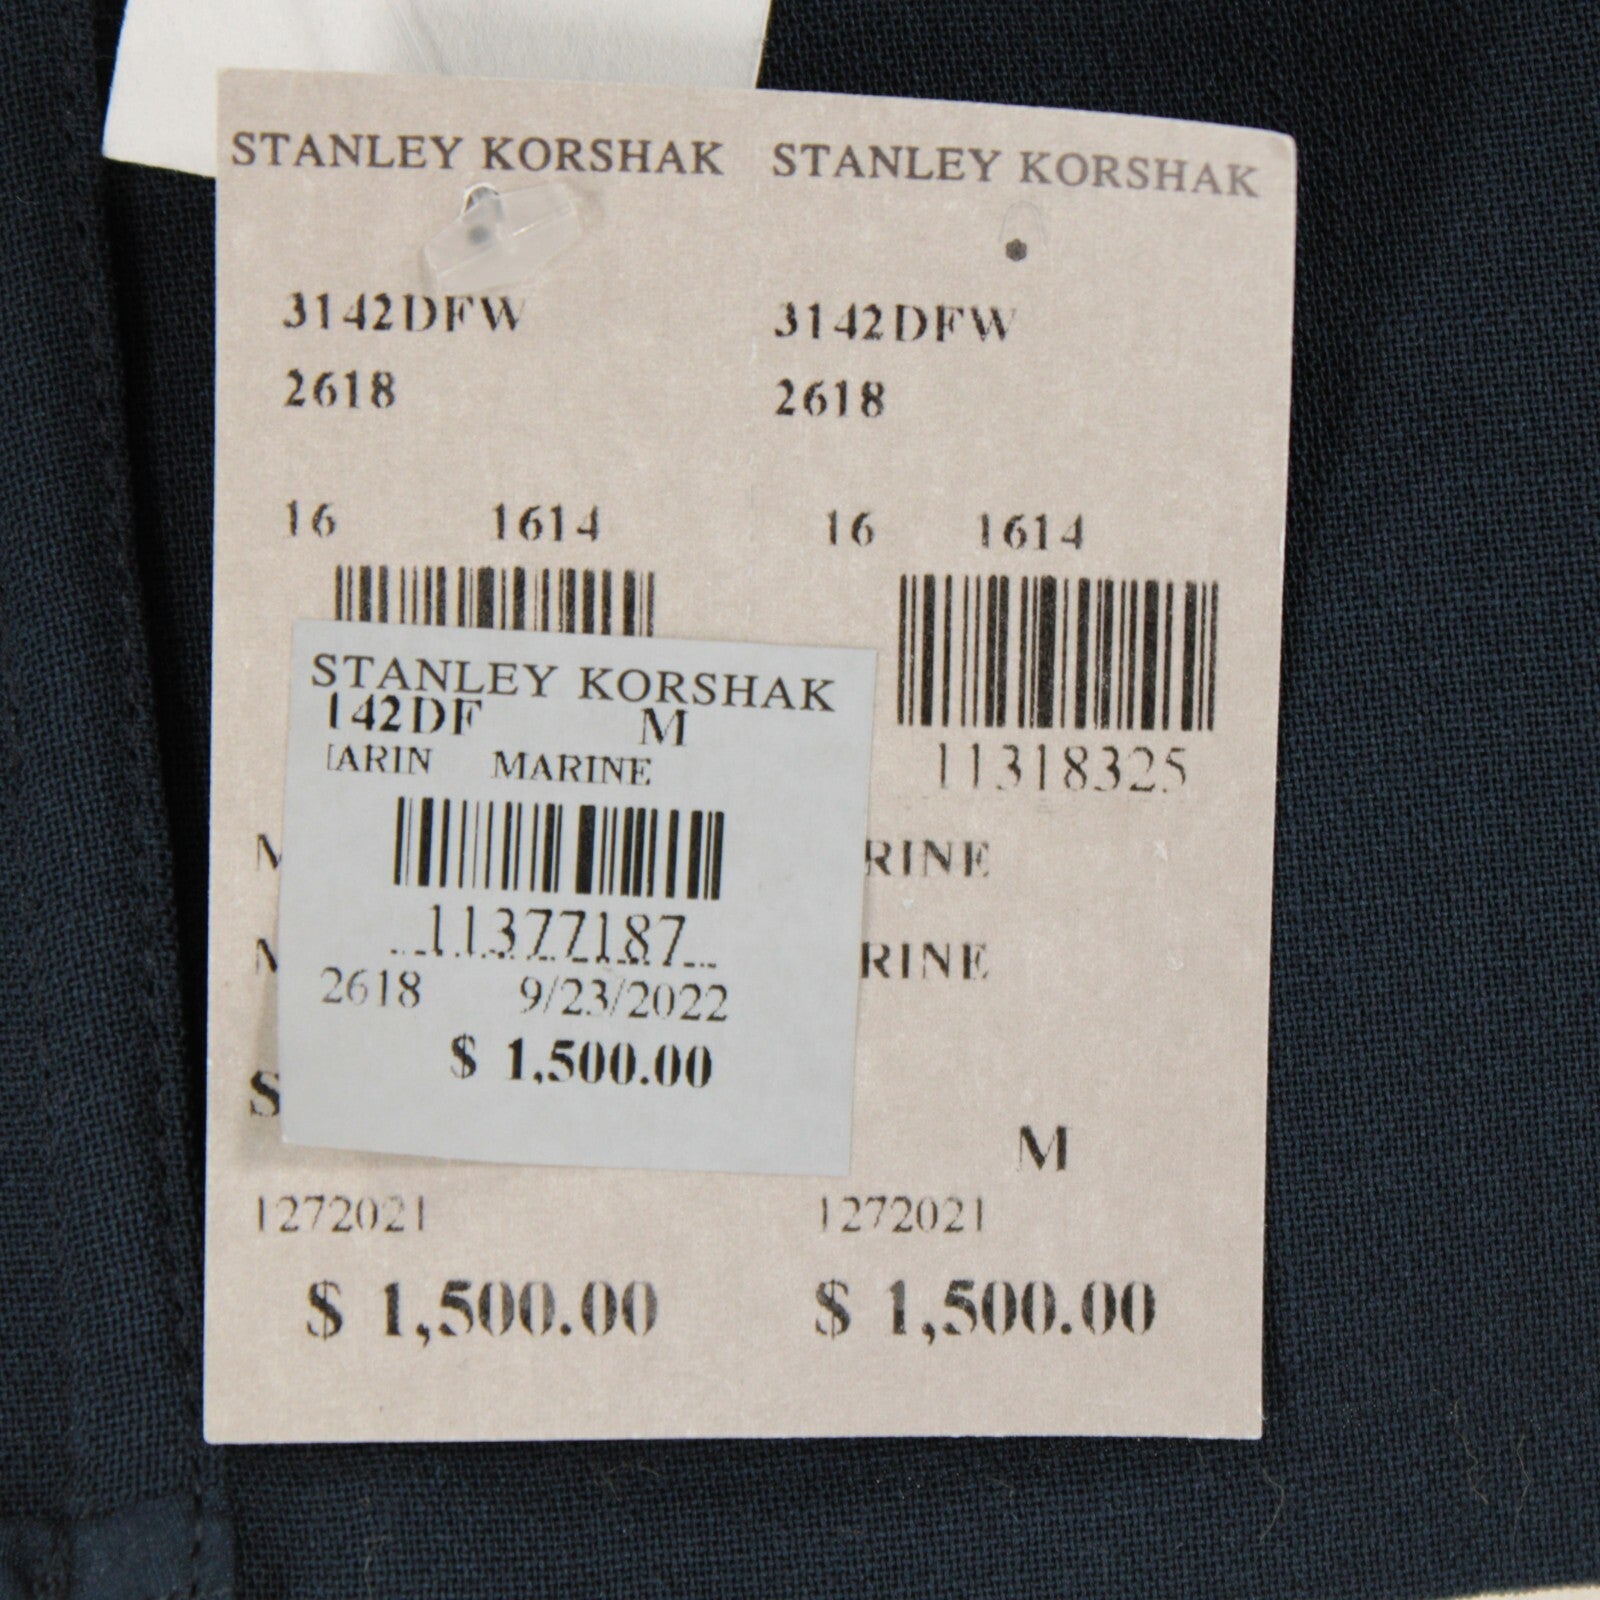 STANLEY KORSHAK STANLEY KORSHAK
3142DFW 3142DFW
2618 2618
16 1614 16 1614
STANLEY KORSHAK
142DF M
ARIN MARINE
11377187
2618 9/23/2022
$ 1,500.00
11318325
RINE
RINE
M
1272021 1272021
$ 1,500.00 $ 1,500.00